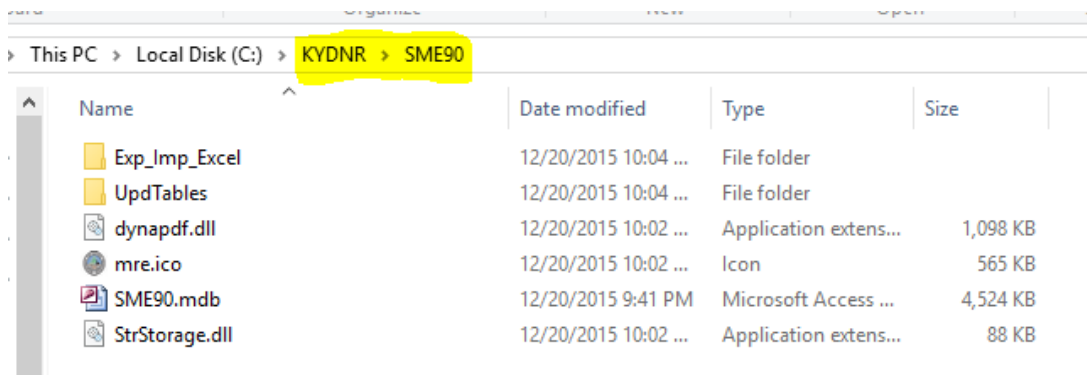 Organize New Open
This PC > Local Disk (C:) > KYDNR > SME90
Name Date modified Type Size
Exp_Imp_Excel 12/20/2015 10:04 ... File folder
UpdTables 12/20/2015 10:04 ... File folder
dynapdf.dll 12/20/2015 10:02 ... Application extens... 1,098 KB
mre.ico 12/20/2015 10:02 ... Icon 565 KB
SME90.mdb 12/20/2015 9:41 PM Microsoft Access ... 4,524 KB
StrStorage.dll 12/20/2015 10:02 ... Application extens... 88 KB